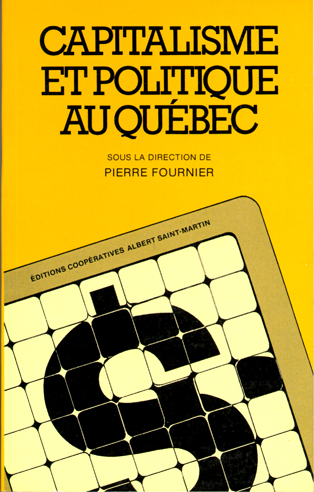 CAPITALISME
ET POLITIQUE
AU QUÉBEC
SOUS LA DIRECTION DE
PIERRE FOURNIER
ÉDITIONS COOPÉRATIVES ALBERT SAINT-MARTIN